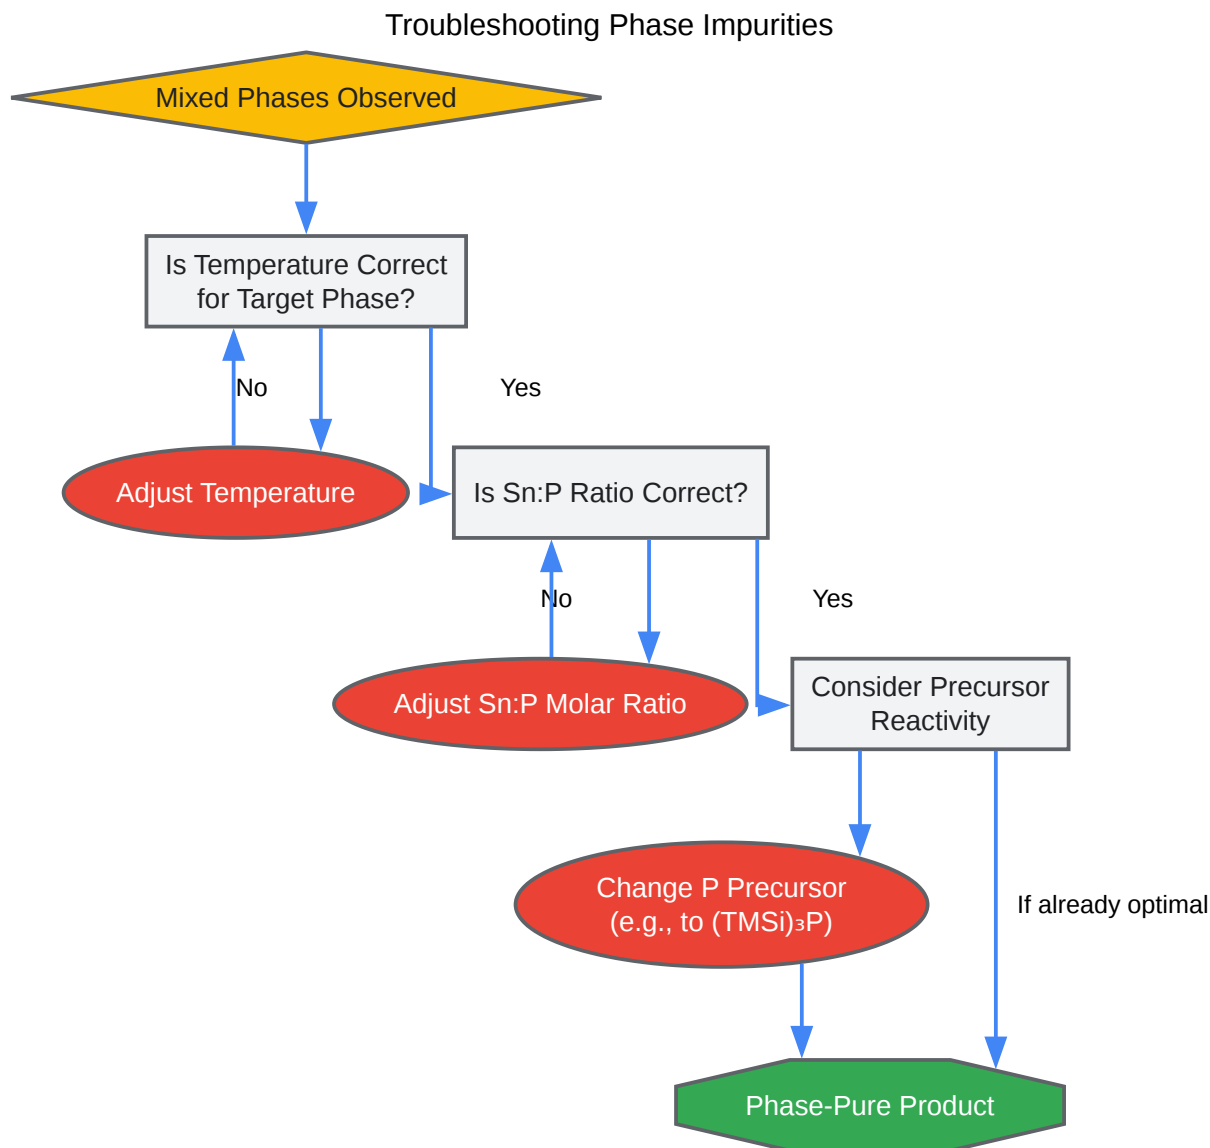 Troubleshooting Phase Impurities
Mixed Phases Observed
Is Temperature Correct
for Target Phase?
No
Yes
Adjust Temperature
Is Sn:P Ratio Correct?
No
Yes
Adjust Sn:P Molar Ratio
Consider Precursor
Reactivity
Change P Precursor
(e.g., to (TMSi)₃P)
If already optimal
Phase-Pure Product